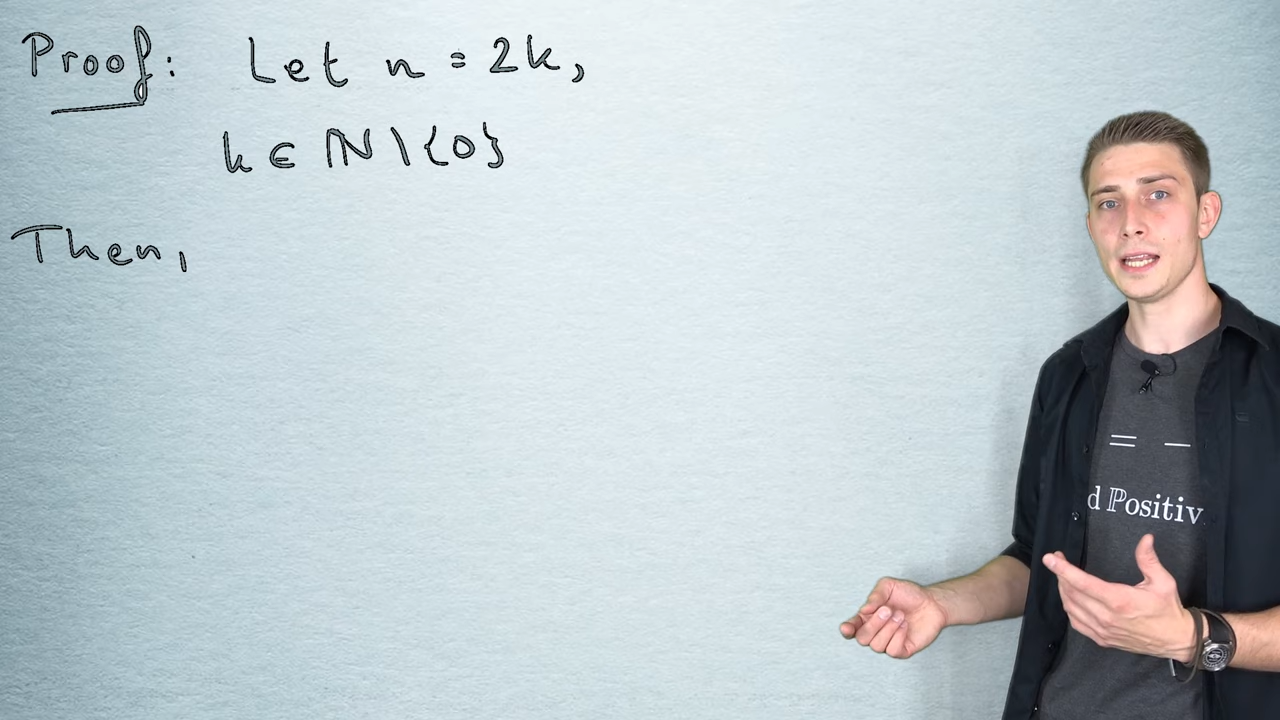 Proof: Let n = 2k,
k ∈ ℕ \ {0}
Then,
= −
d ℙositiv